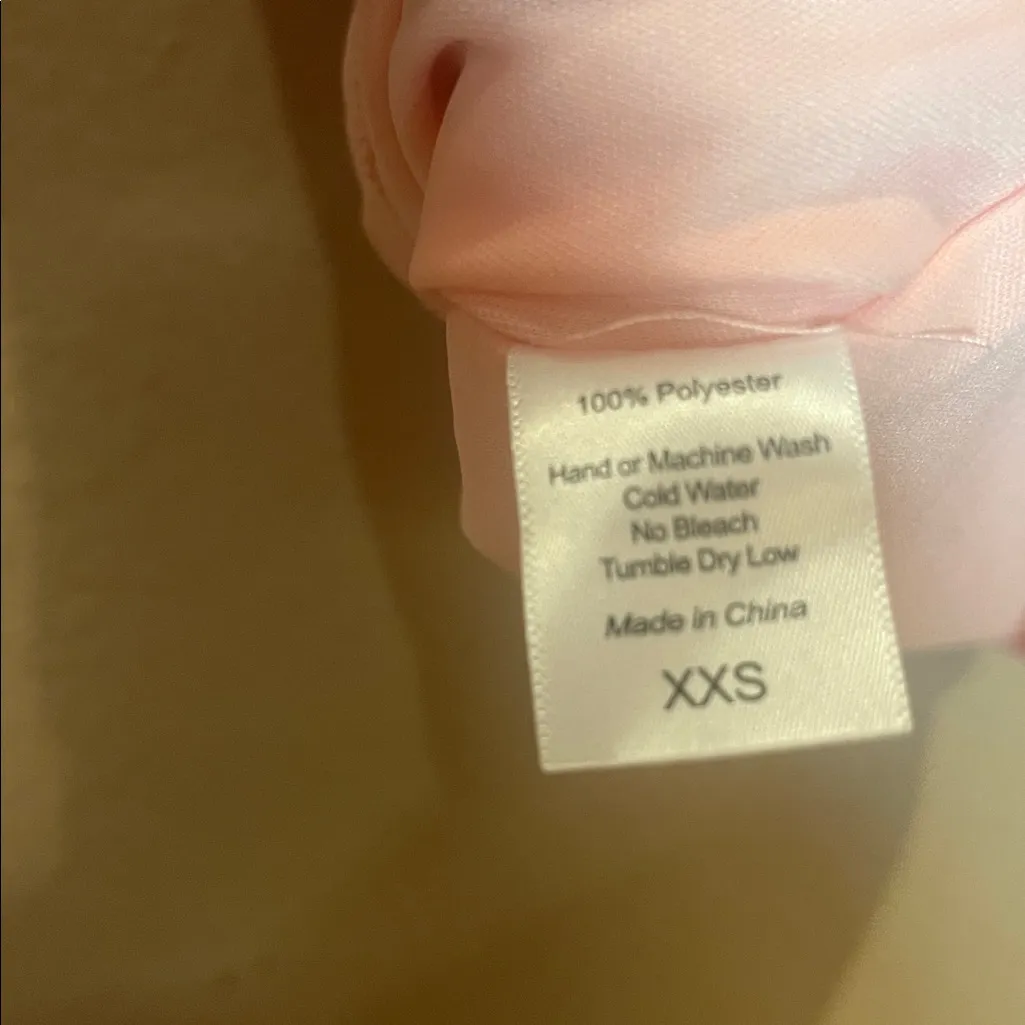 100% Polyester
Hand or Machine Wash
Cold Water
No Bleach
Tumble Dry Low
Made in China
XXS